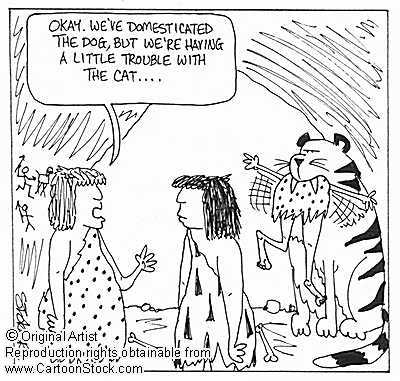 OKAY. WE'VE DOMESTICATED
THE DOG, BUT WE'RE HAVING
A LITTLE TROUBLE WITH
THE CAT....
© Original Artist
Reproduction rights obtainable from
www.CartoonStock.com